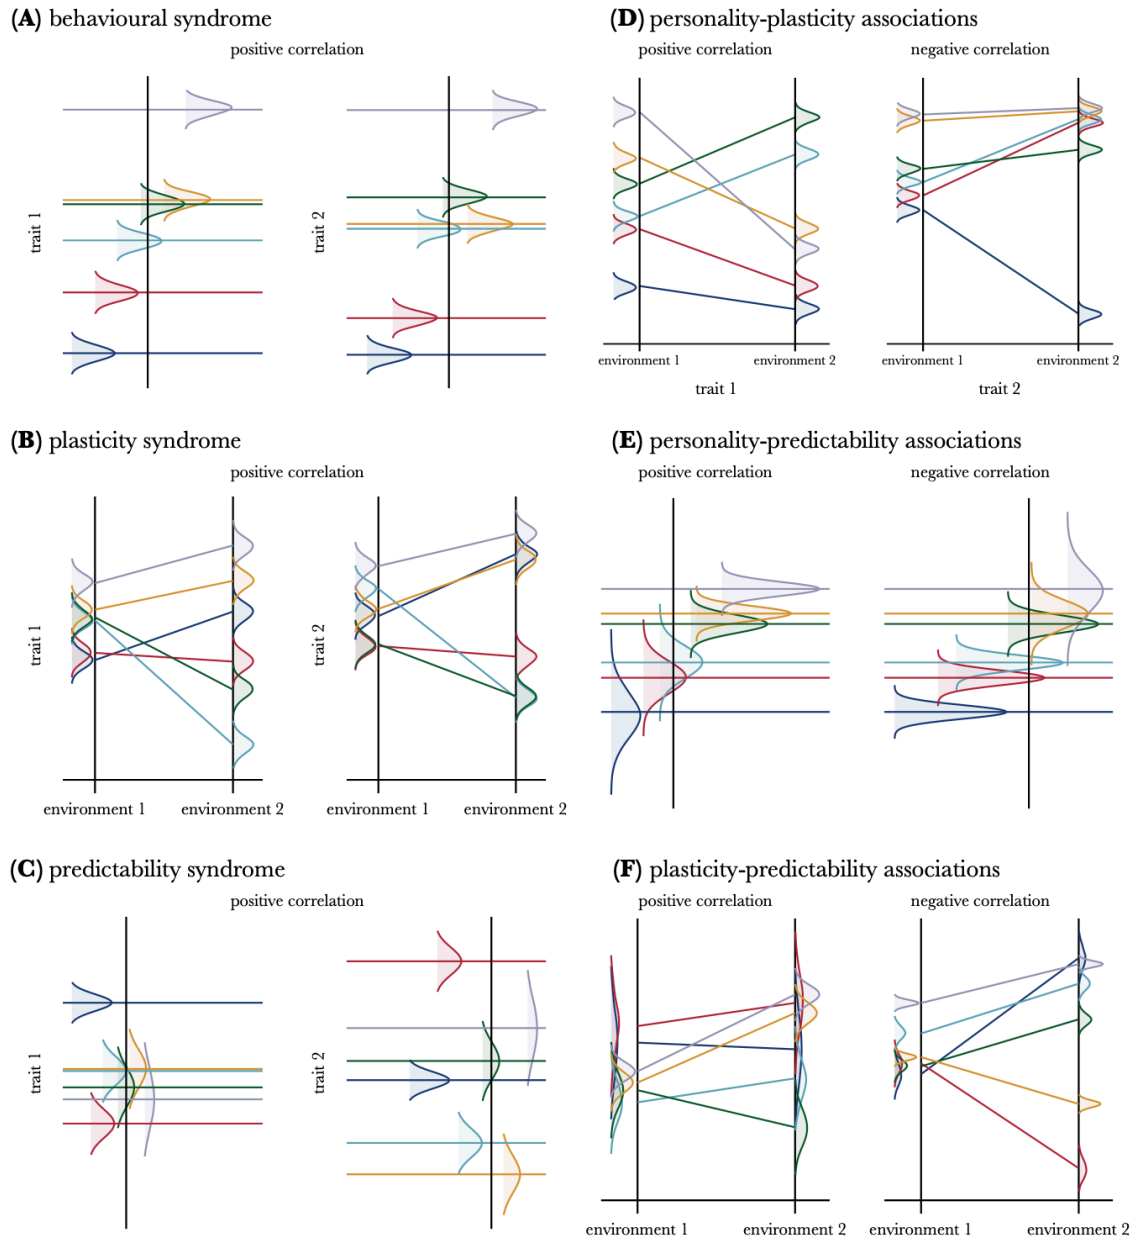 (A) behavioural syndrome
positive correlation
trait 1
trait 2
(B) plasticity syndrome
positive correlation
trait 1
trait 2
environment 1
environment 2
environment 1
environment 2
(C) predictability syndrome
positive correlation
trait 1
trait 2
(D) personality-plasticity associations
positive correlation
negative correlation
environment 1
environment 2
environment 1
environment 2
trait 1
trait 2
(E) personality-predictability associations
positive correlation
negative correlation
(F) plasticity-predictability associations
positive correlation
negative correlation
environment 1
environment 2
environment 1
environment 2